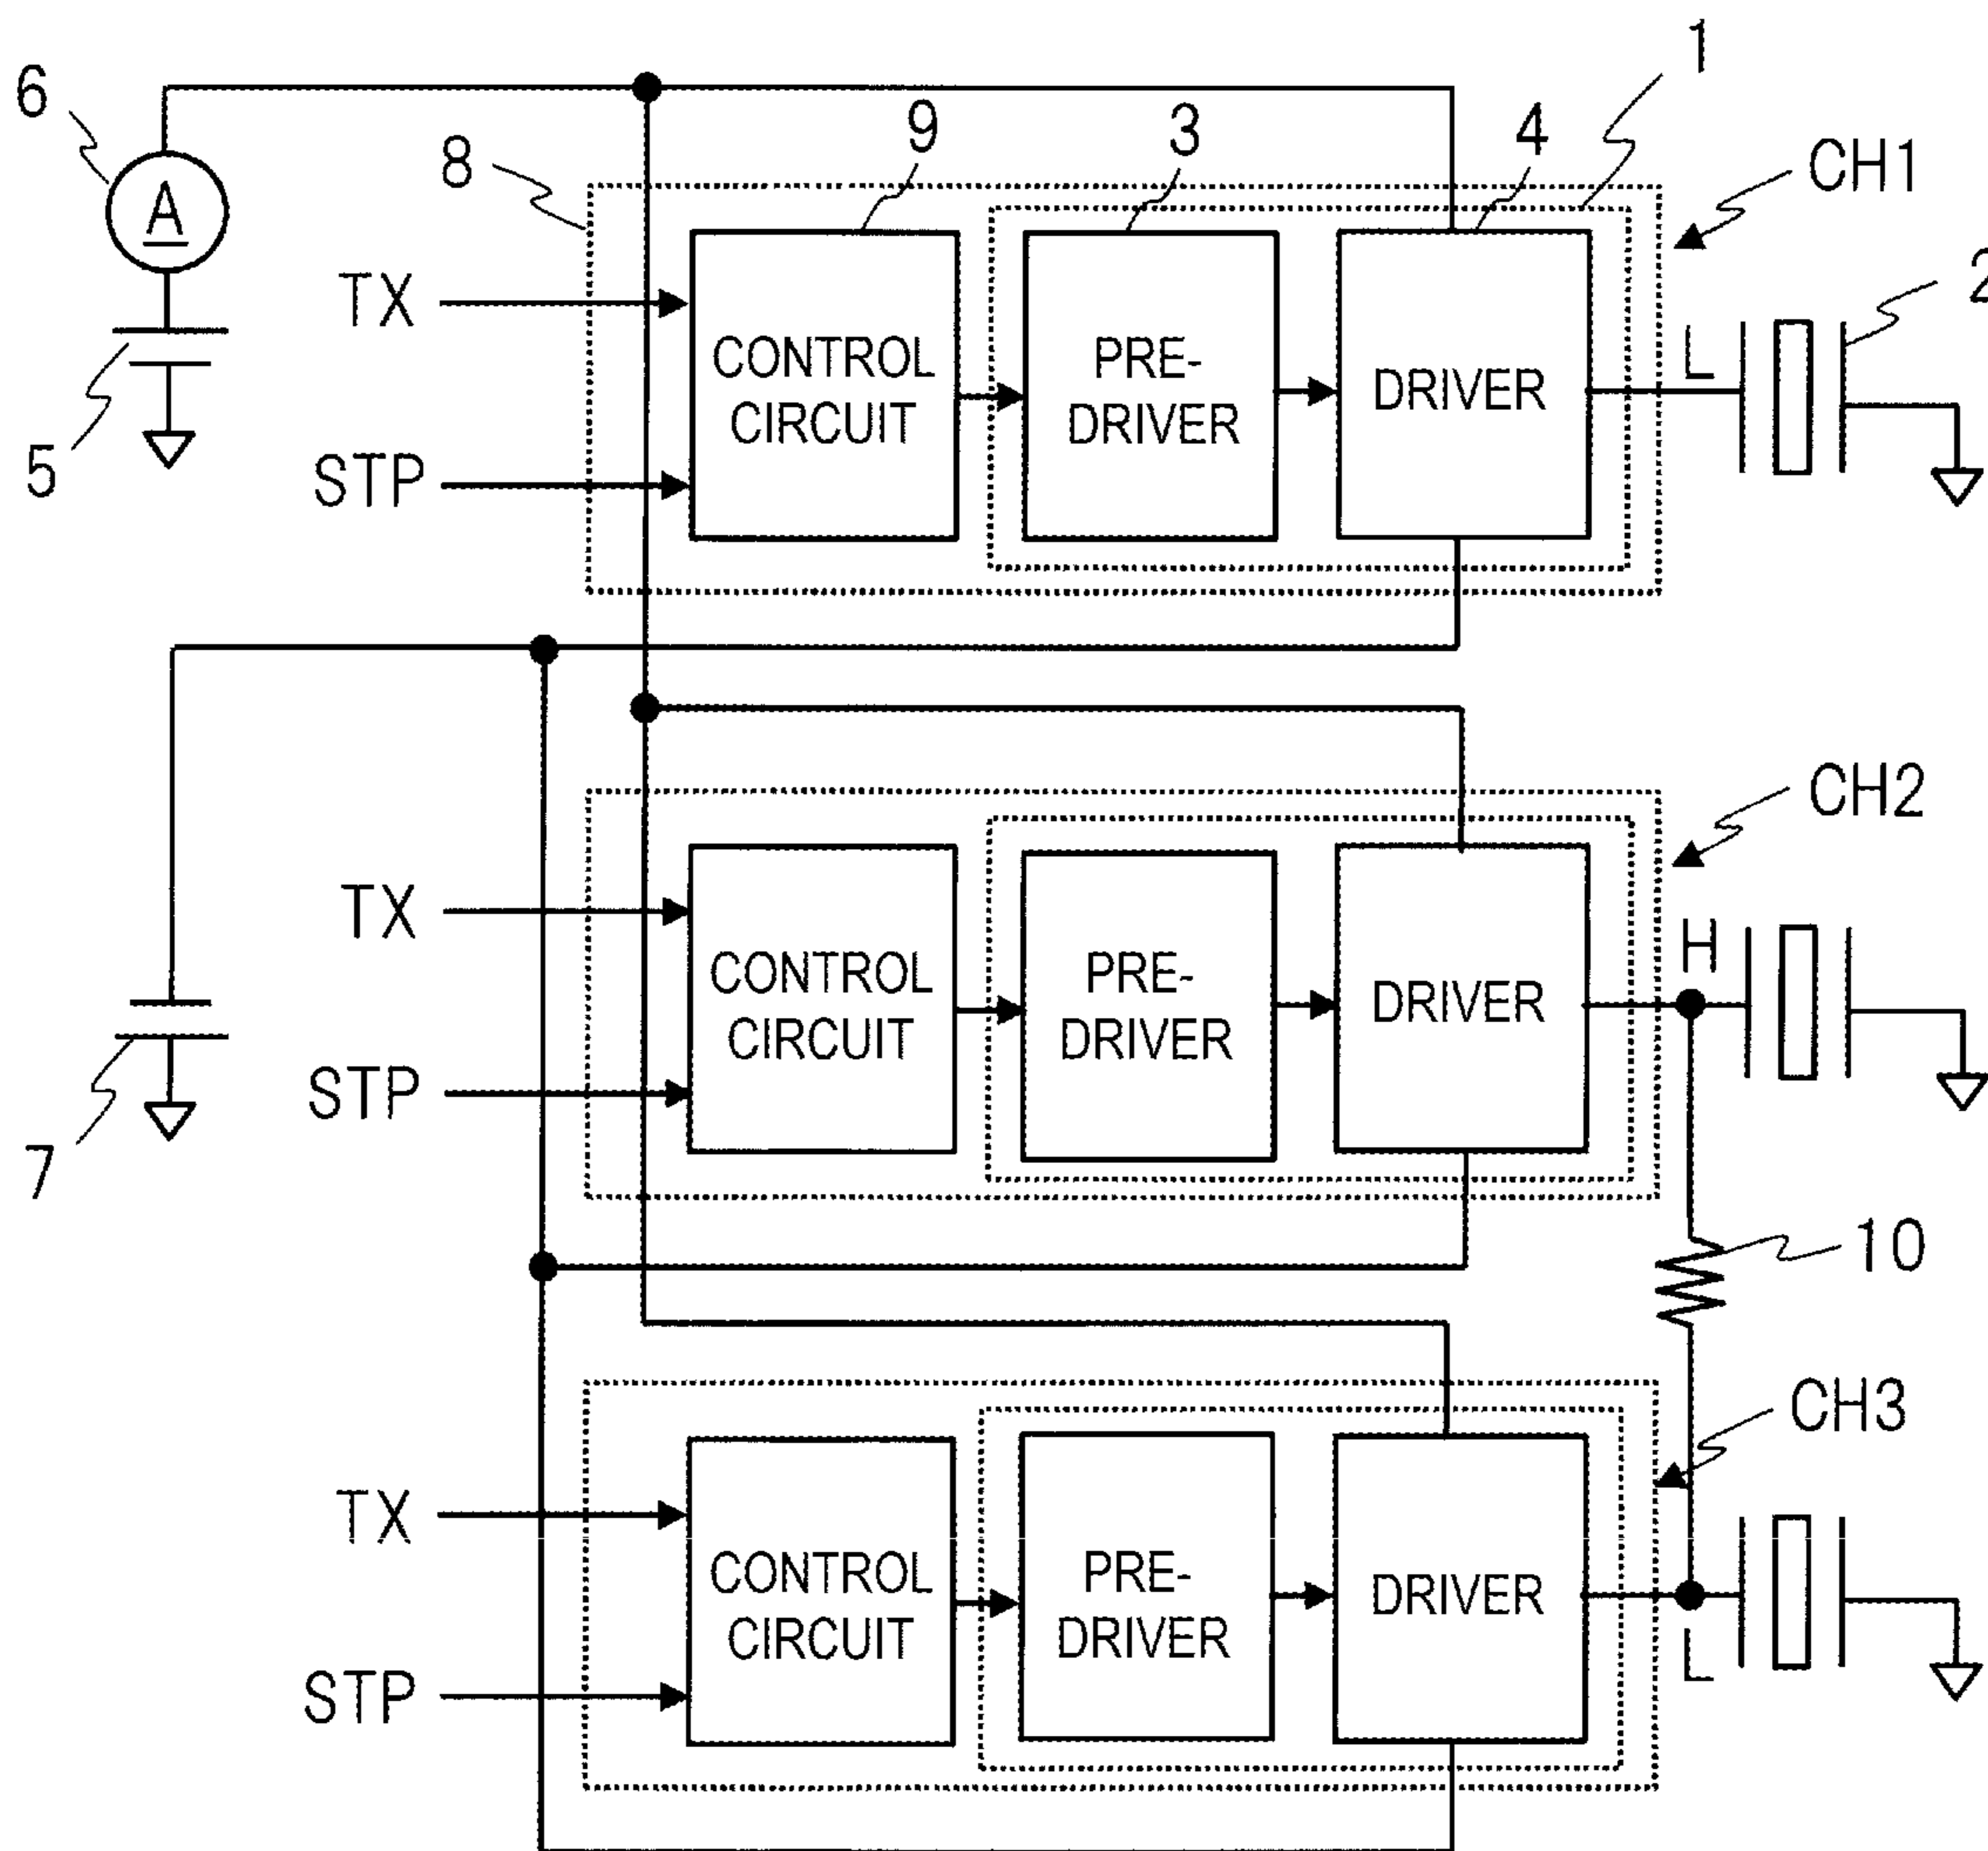 1
6
9
3
4
8
CH1
A
2
TX
L
CONTROL
CIRCUIT
PRE-
DRIVER
DRIVER
5
STP
CH2
TX
H
CONTROL
CIRCUIT
PRE-
DRIVER
DRIVER
STP
7
10
CH3
TX
CONTROL
CIRCUIT
PRE-
DRIVER
DRIVER
L
STP